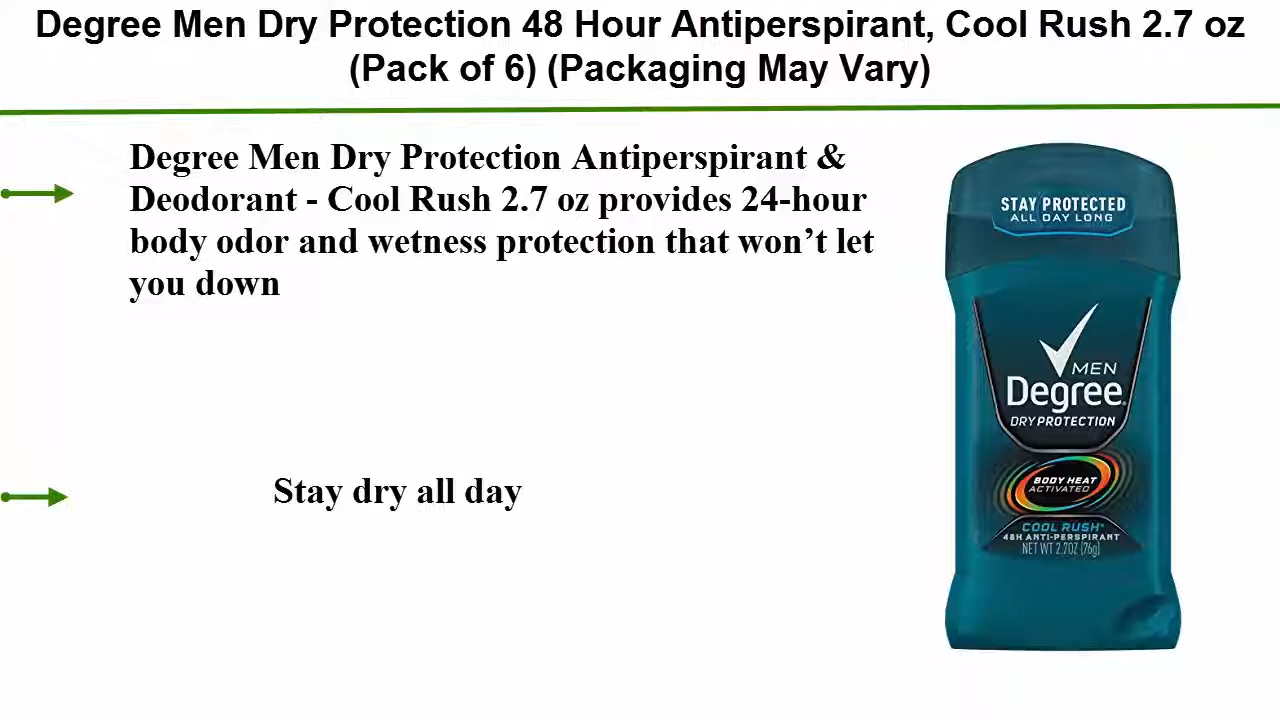 Degree Men Dry Protection 48 Hour Antiperspirant, Cool Rush 2.7 oz
(Pack of 6) (Packaging May Vary)
Degree Men Dry Protection Antiperspirant &
Deodorant - Cool Rush 2.7 oz provides 24-hour
body odor and wetness protection that won’t let
you down
Stay dry all day
STAY PROTECTED
ALL DAY LONG
MEN
Degree
DRY PROTECTION
BODY HEAT
ACTIVATED
COOL RUSH
48H ANTI-PERSPIRANT
NET WT 2.7OZ (76g)